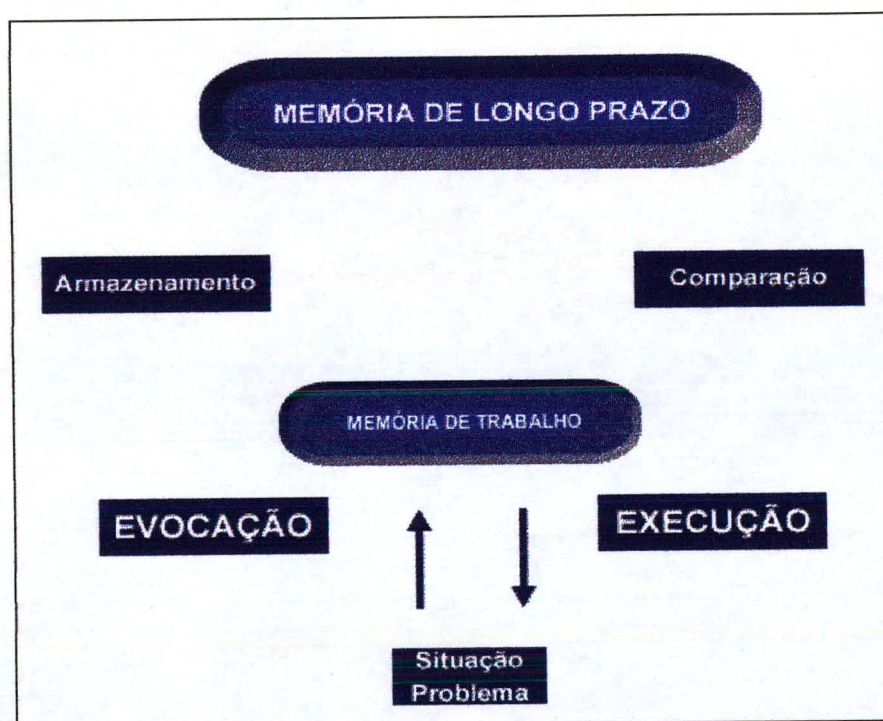 MEMÓRIA DE LONGO PRAZO
Armazenamento
Comparação
MEMÓRIA DE TRABALHO
EVOCAÇÃO
EXECUÇÃO
Situação
Problema